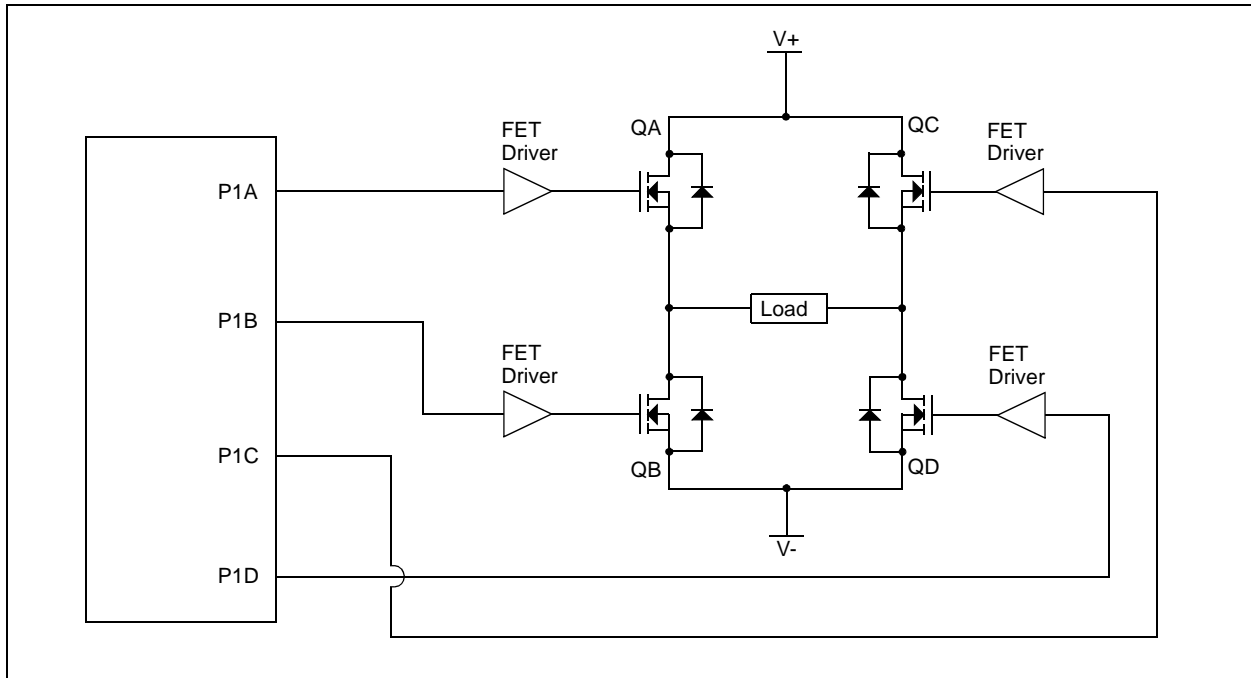 V+
QA
QC
FET
Driver
FET
Driver
P1A
Load
P1B
FET
Driver
FET
Driver
P1C
QB
QD
V-
P1D